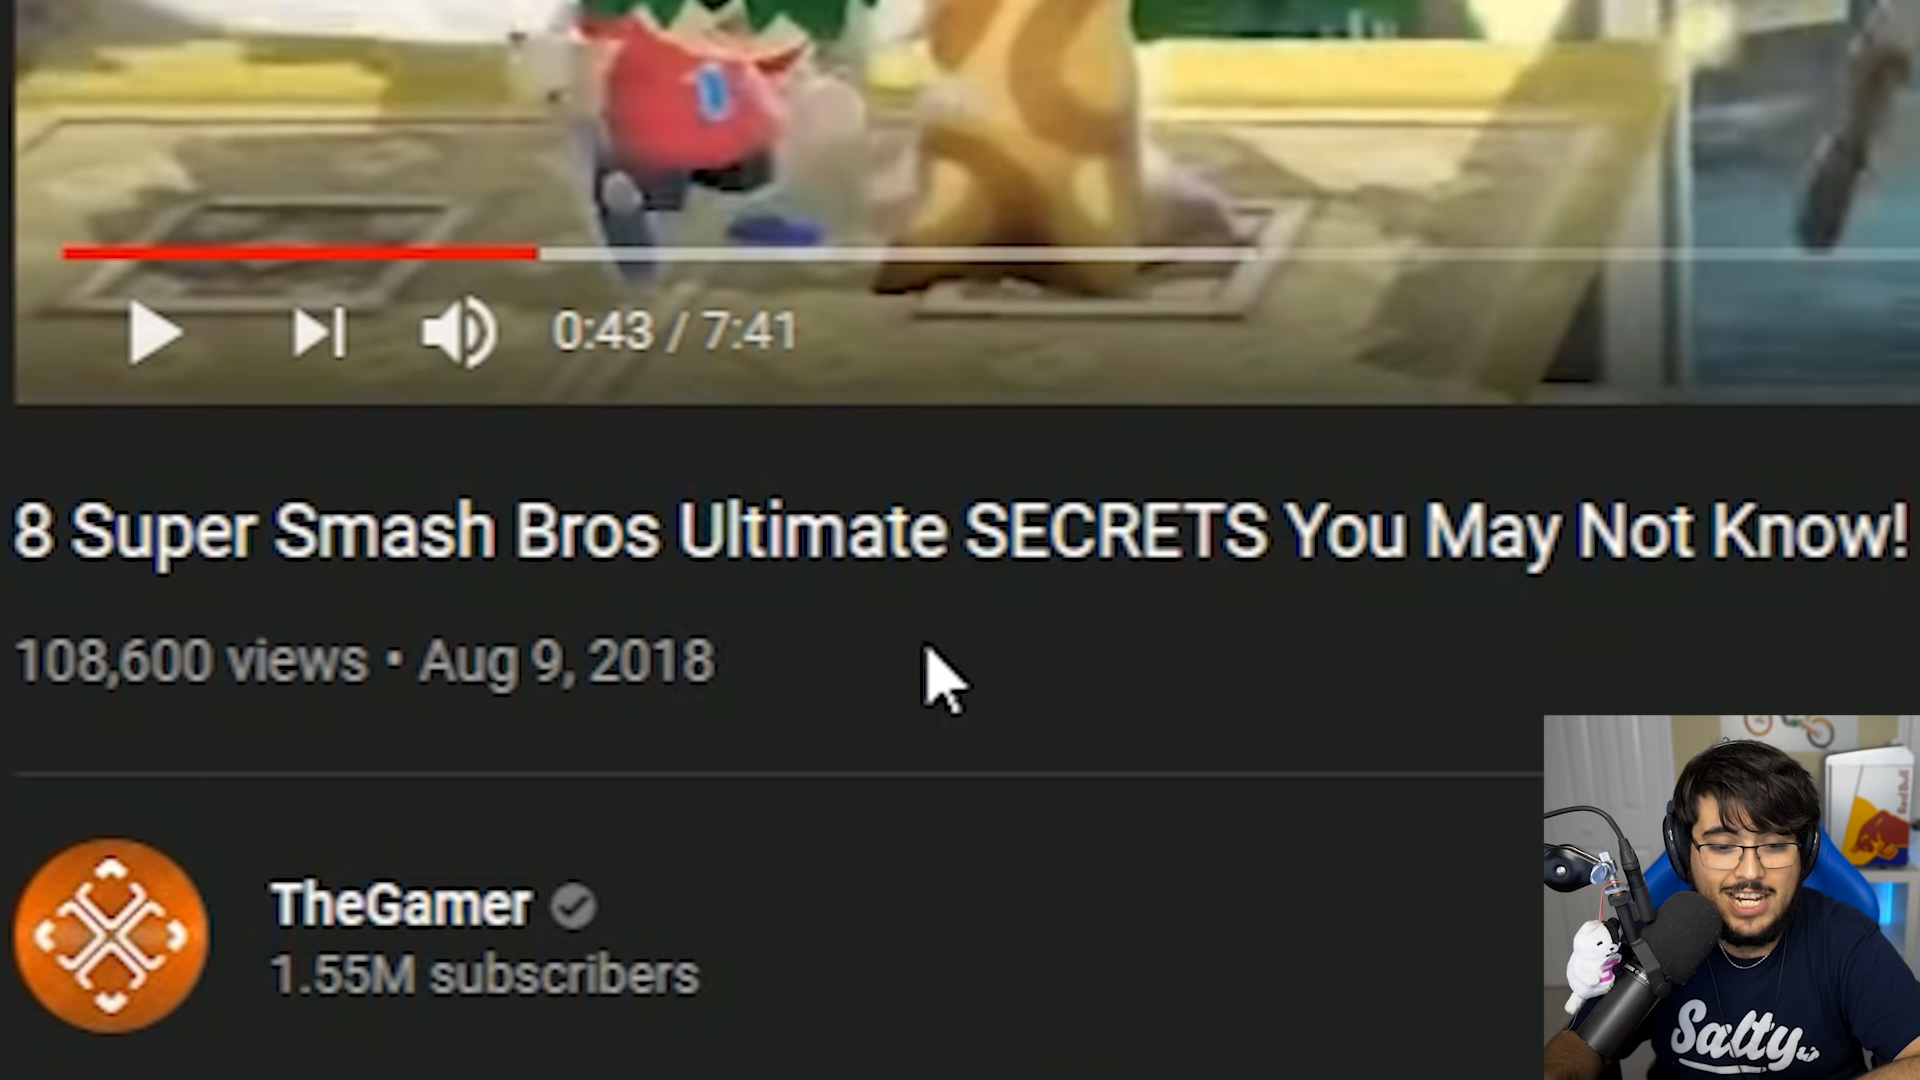 0:43 / 7:41
8 Super Smash Bros Ultimate SECRETS You May Not Know!
108,600 views • Aug 9, 2018
TheGamer
1.55M subscribers
RedBull
Salty